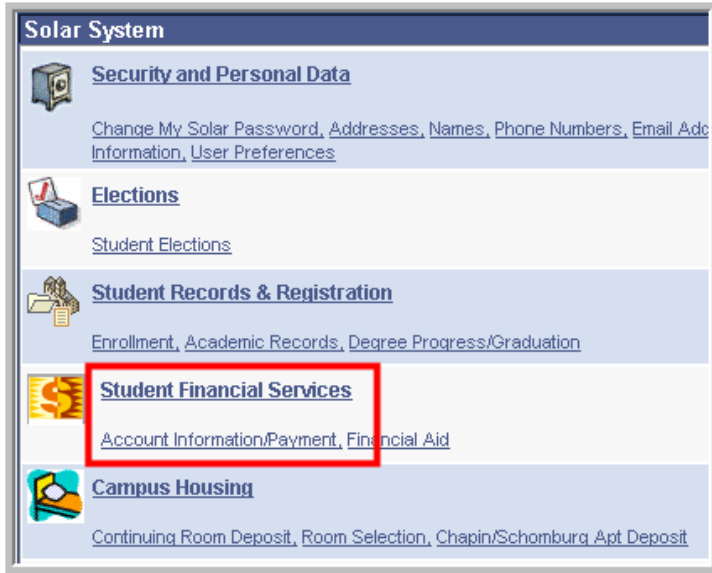 Solar System
Security and Personal Data
Change My Solar Password, Addresses, Names, Phone Numbers, Email Add
Information, User Preferences
Elections
Student Elections
Student Records & Registration
Enrollment, Academic Records, Degree Progress/Graduation
Student Financial Services
Account Information/Payment, Financial Aid
Campus Housing
Continuing Room Deposit, Room Selection, Chapin/Schomburg Apt Deposit